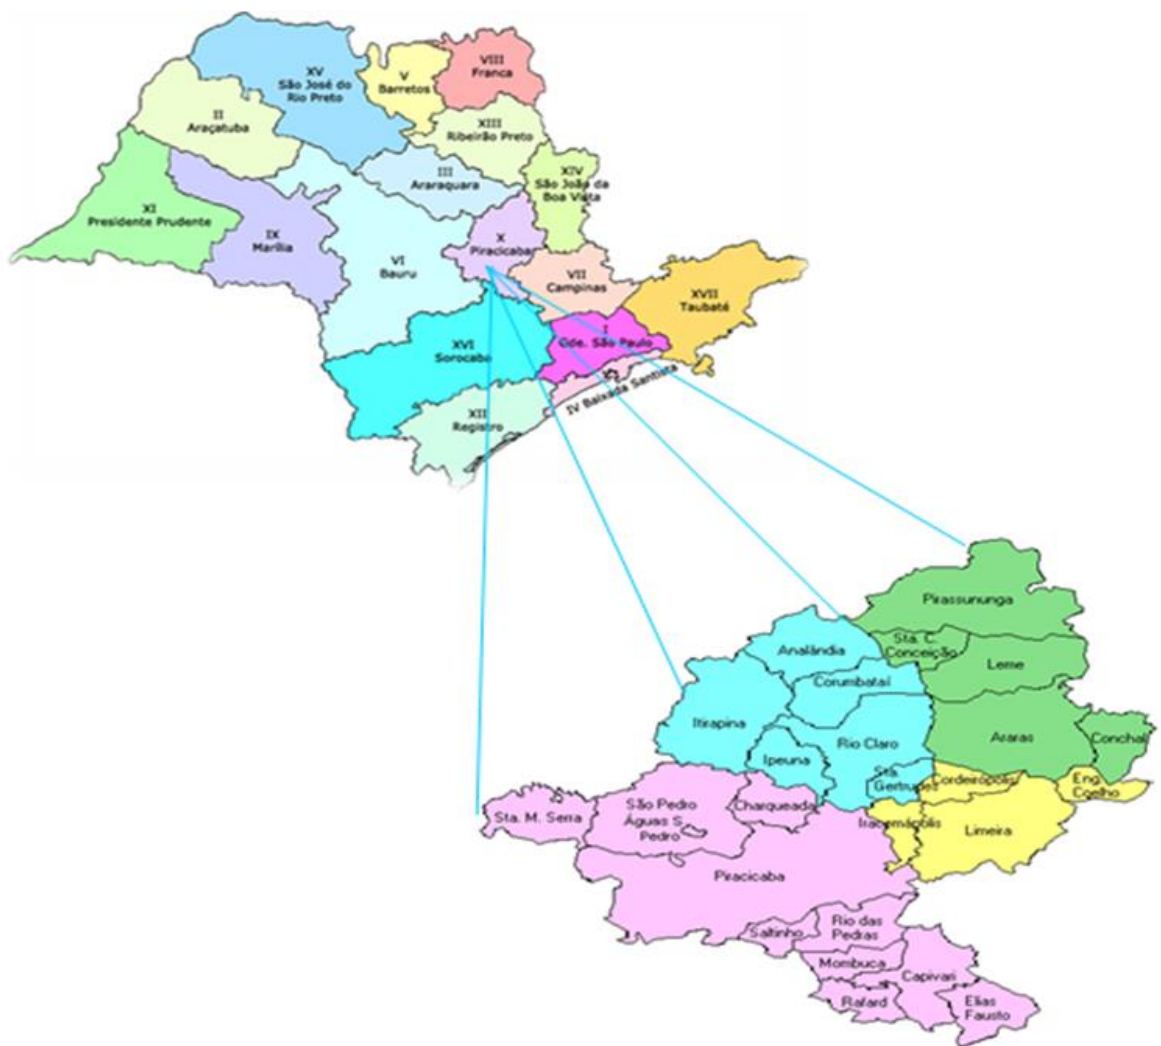 XV
São José do
Rio Preto
V
Barretos
VIII
Franca
II
Araçatuba
XIII
Ribeirão Preto
III
Araraquara
XIV
São João da
Boa Vista
XI
Presidente Prudente
IX
Marília
X
Piracicaba
VI
Bauru
VII
Campinas
XVII
Taubaté
XVI
Sorocaba
I
Gde. São Paulo
IV Baixada Santista
XII
Registro
Pirassununga
Sta. C.
Conceição
Leme
Analândia
Corumbataí
Itirapina
Rio Claro
Ipeuna
Araras
Conchal
Sta.
Gertrudes
Cordeirópolis
Eng.
Coelho
Iracemápolis
Limeira
Sta. M. Serra
São Pedro
Águas S.
Pedro
Charqueada
Piracicaba
Saltinho
Rio das
Pedras
Mombuca
Capivari
Rafard
Elias
Fausto